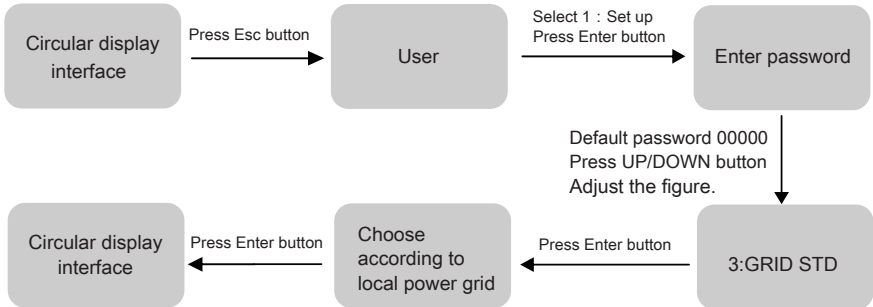 Circular display
interface
Press Esc button
User
Select 1：Set up
Press Enter button
Enter password
Default password 00000
Press UP/DOWN button
Adjust the figure.
3:GRID STD
Press Enter button
Choose
according to
local power grid
Press Enter button
Circular display
interface